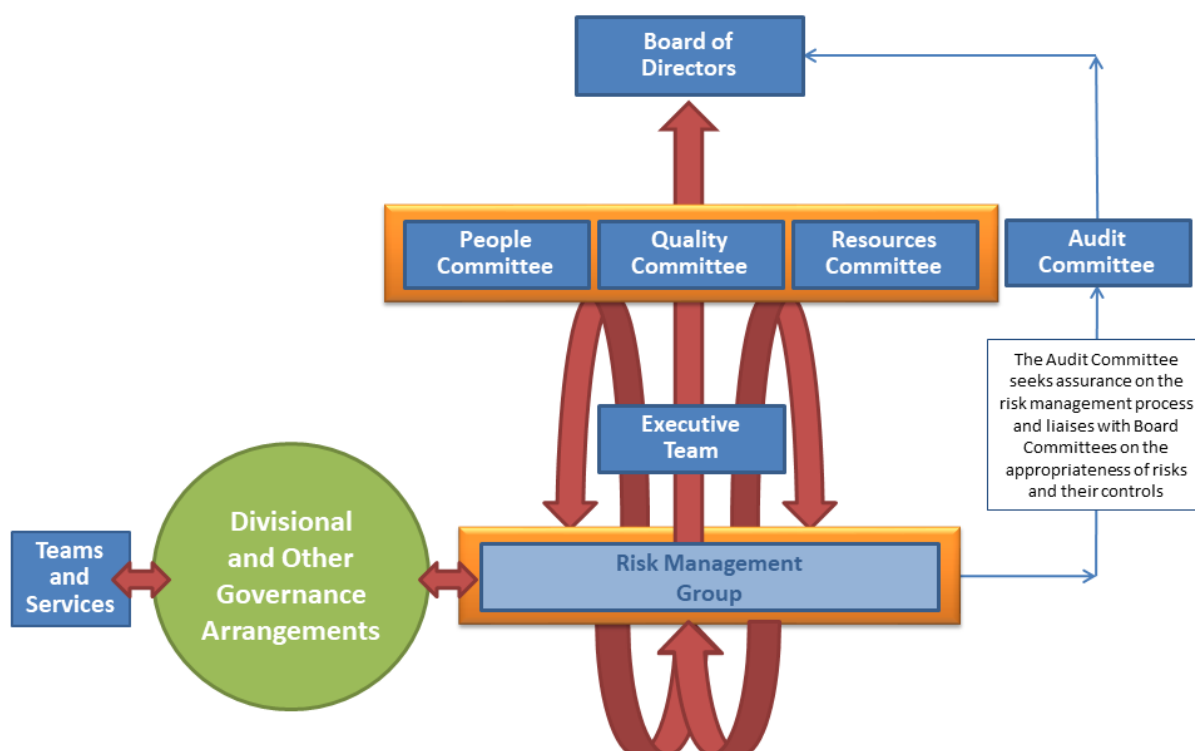 Board of
Directors
People
Committee
Quality
Committee
Resources
Committee
Audit
Committee
The Audit Committee
seeks assurance on the
risk management process
and liaises with Board
Committees on the
appropriateness of risks
and their controls
Executive
Team
Divisional
and Other
Governance
Arrangements
Teams
and
Services
Risk Management
Group